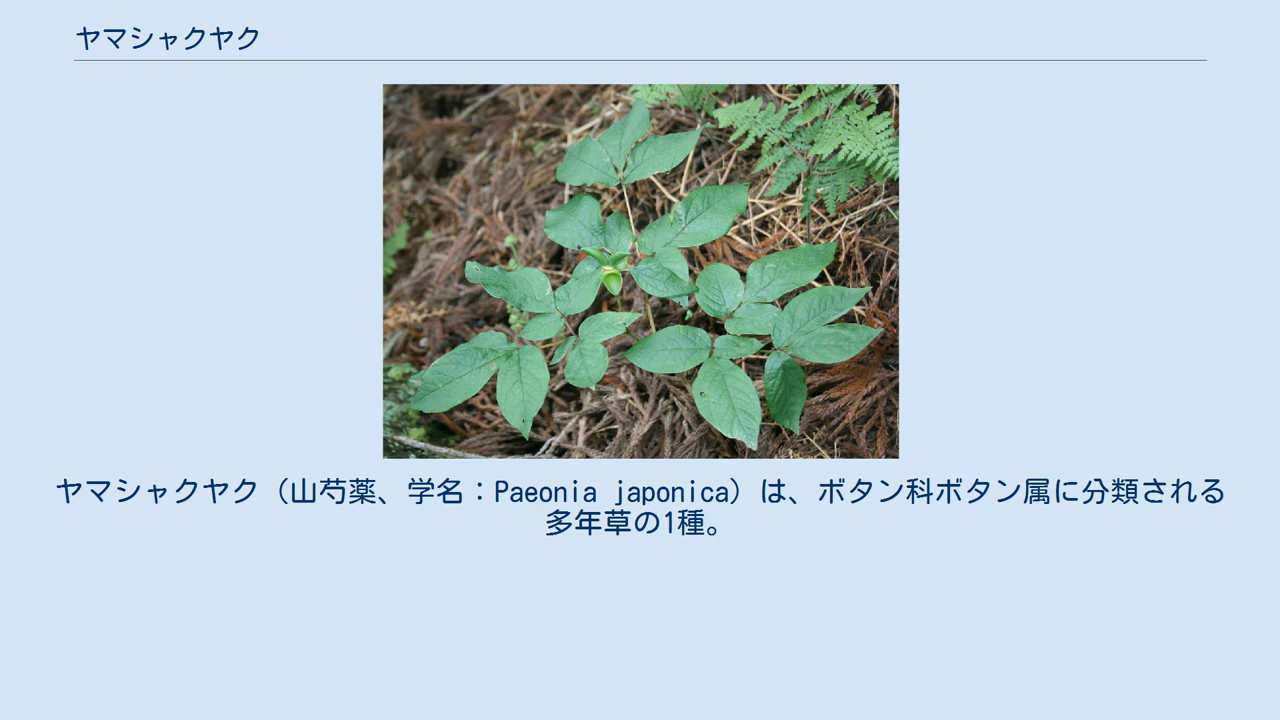 ヤマシャクヤク
ヤマシャクヤク（山芍薬、学名：Paeonia japonica）は、ボタン科ボタン属に分類される
多年草の1種。